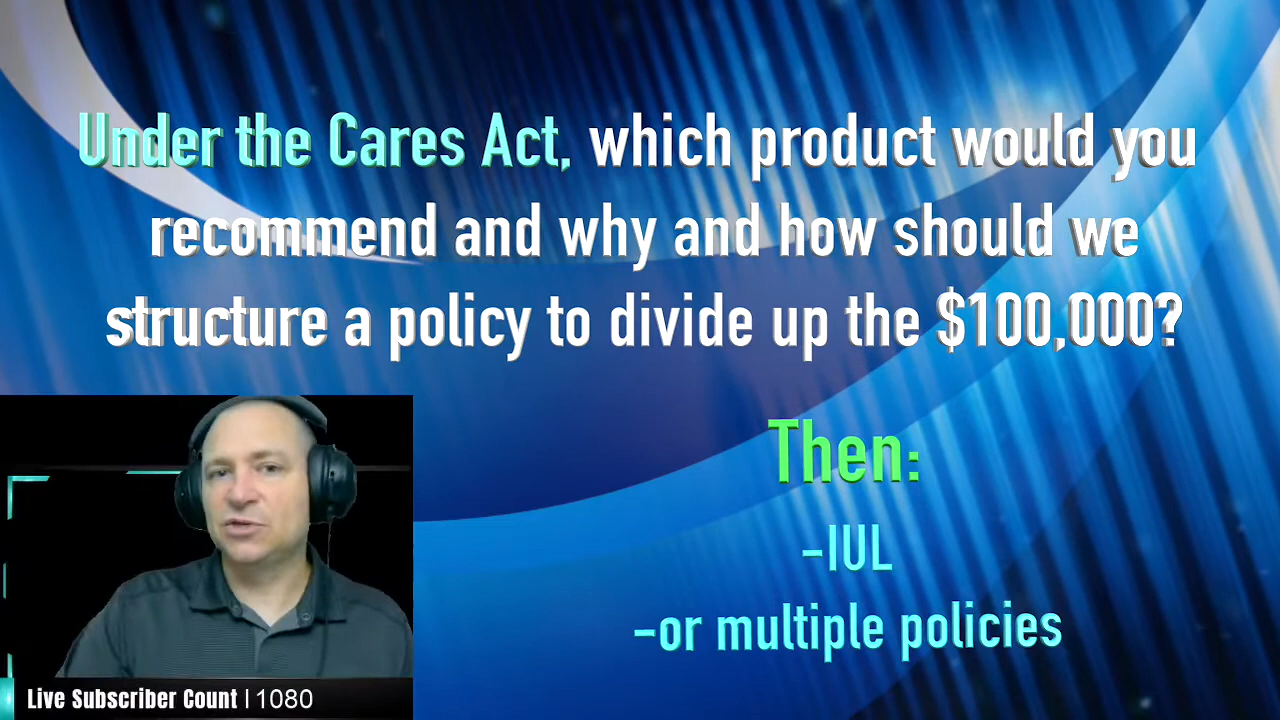 Under the Cares Act, which product would you
recommend and why and how should we
structure a policy to divide up the $100,000?
Then:
-IUL
-or multiple policies
Live Subscriber Count | 1080